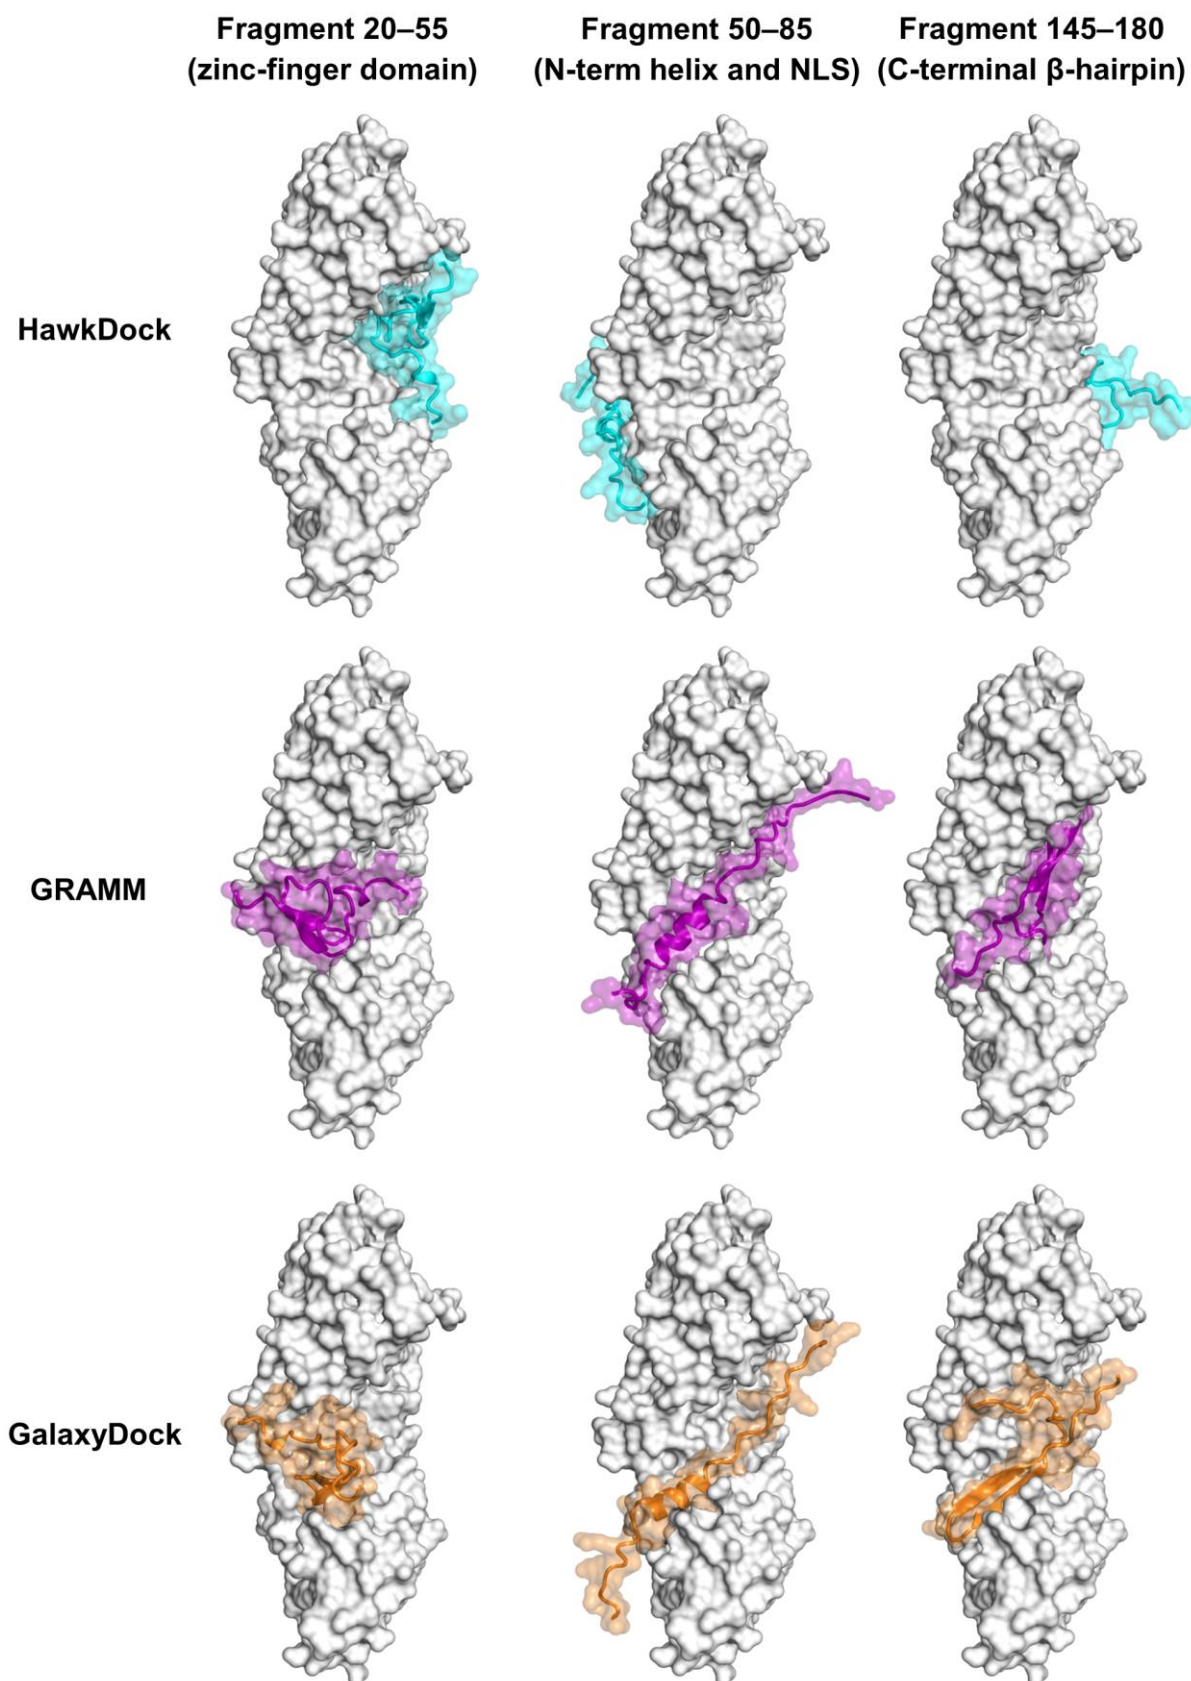 Fragment 20–55 Fragment 50–85 Fragment 145–180
(zinc-finger domain) (N-term helix and NLS) (C-terminal β-hairpin)
HawkDock
GRAMM
GalaxyDock